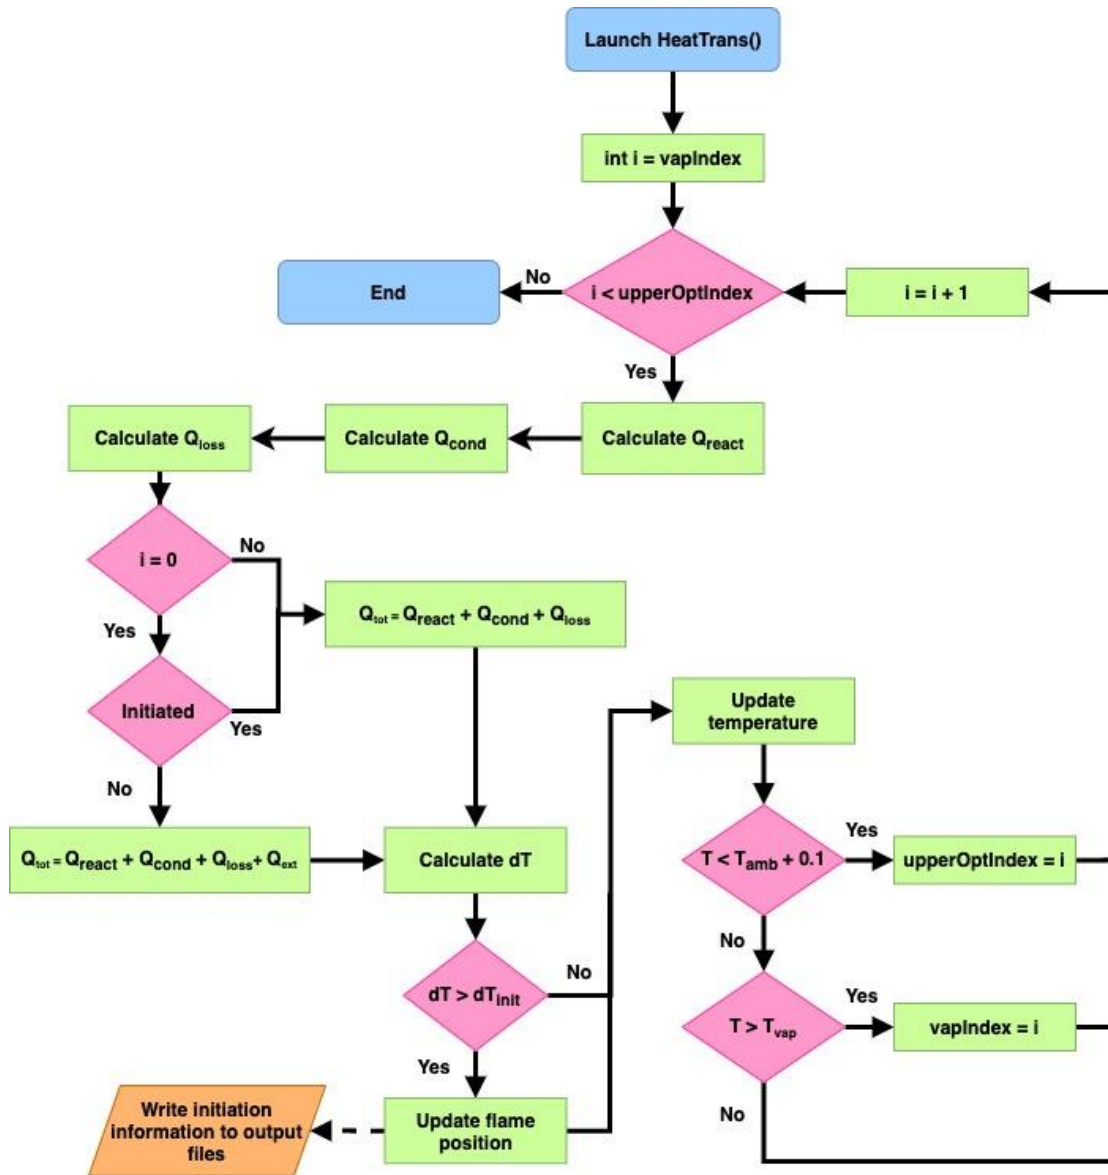 Launch HeatTrans()
int i = vapIndex
i < upperOptIndex
No
End
i = i + 1
Yes
Calculate Qreact
Calculate Qcond
Calculate Qloss
i = 0
No
Yes
Qtot = Qreact + Qcond + Qloss
Initiated
Yes
No
Update
temperature
Qtot = Qreact + Qcond + Qloss+ Qext
Calculate dT
T < Tamb + 0.1
Yes
upperOptIndex = i
No
dT > dTinit
No
Yes
T > Tvap
Yes
vapIndex = i
No
Update flame
position
Write initiation
information to output
files